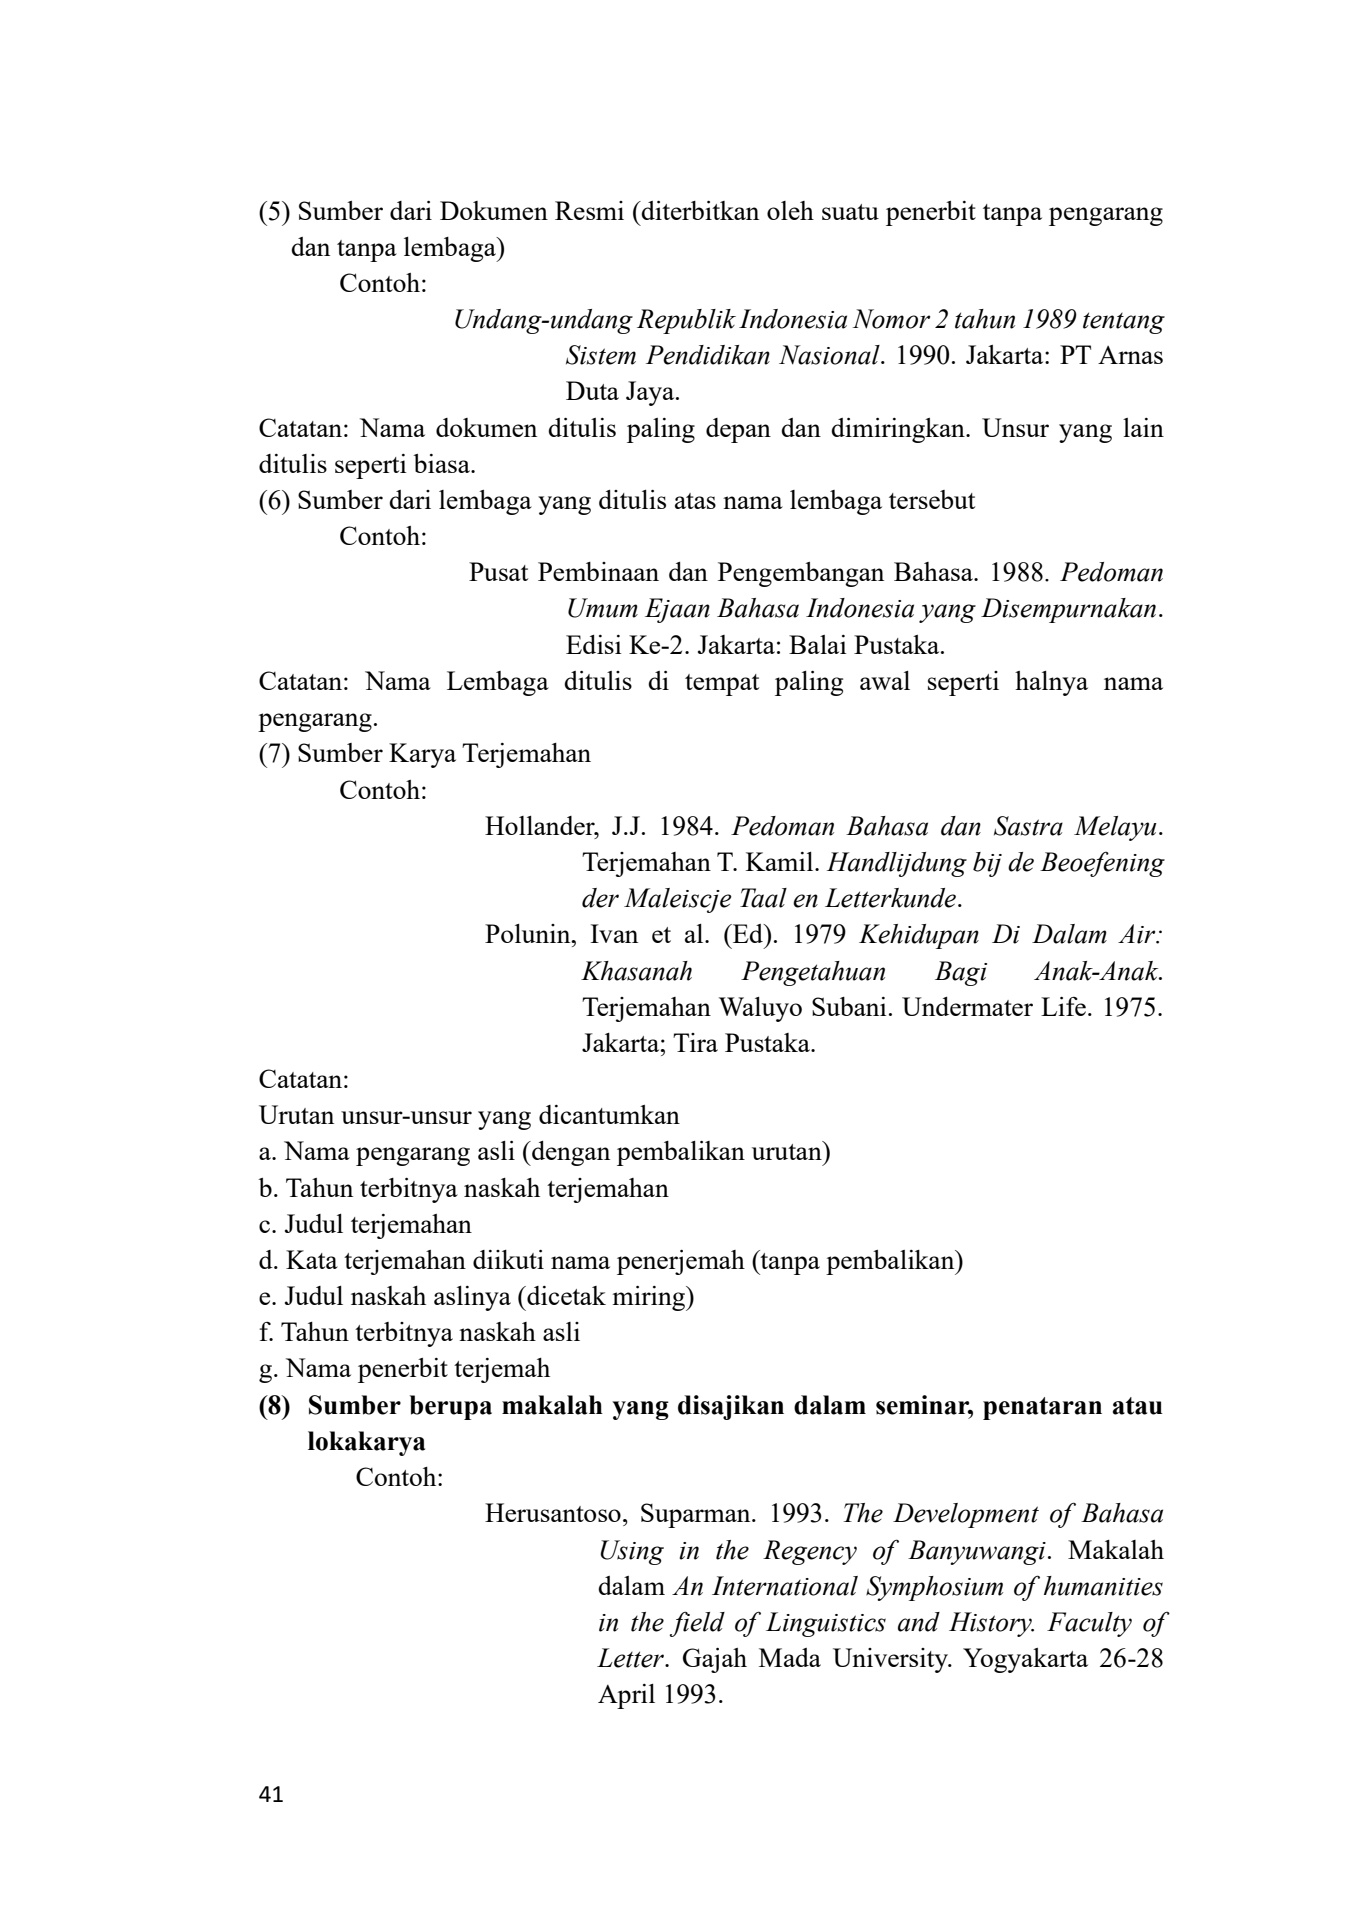 (5) Sumber dari Dokumen Resmi (diterbitkan oleh suatu penerbit tanpa pengarang
dan tanpa lembaga)
Contoh:
Undang-undang Republik Indonesia Nomor 2 tahun 1989 tentang
Sistem Pendidikan Nasional. 1990. Jakarta: PT Arnas
Duta Jaya.
Catatan: Nama dokumen ditulis paling depan dan dimiringkan. Unsur yang lain
ditulis seperti biasa.
(6) Sumber dari lembaga yang ditulis atas nama lembaga tersebut
Contoh:
Pusat Pembinaan dan Pengembangan Bahasa. 1988. Pedoman
Umum Ejaan Bahasa Indonesia yang Disempurnakan.
Edisi Ke-2. Jakarta: Balai Pustaka.
Catatan: Nama Lembaga ditulis di tempat paling awal seperti halnya nama
pengarang.
(7) Sumber Karya Terjemahan
Contoh:
Hollander, J.J. 1984. Pedoman Bahasa dan Sastra Melayu.
Terjemahan T. Kamil. Handlijdung bij de Beoefening
der Maleiscje Taal en Letterkunde.
Polunin, Ivan et al. (Ed). 1979 Kehidupan Di Dalam Air:
Khasanah Pengetahuan Bagi Anak-Anak.
Terjemahan Waluyo Subani. Undermater Life. 1975.
Jakarta; Tira Pustaka.
Catatan:
Urutan unsur-unsur yang dicantumkan
a. Nama pengarang asli (dengan pembalikan urutan)
b. Tahun terbitnya naskah terjemahan
c. Judul terjemahan
d. Kata terjemahan diikuti nama penerjemah (tanpa pembalikan)
e. Judul naskah aslinya (dicetak miring)
f. Tahun terbitnya naskah asli
g. Nama penerbit terjemah
(8) Sumber berupa makalah yang disajikan dalam seminar, penataran atau
lokakarya
Contoh:
Herusantoso, Suparman. 1993. The Development of Bahasa
Using in the Regency of Banyuwangi. Makalah
dalam An International Symphosium of humanities
in the field of Linguistics and History. Faculty of
Letter. Gajah Mada University. Yogyakarta 26-28
April 1993.
41